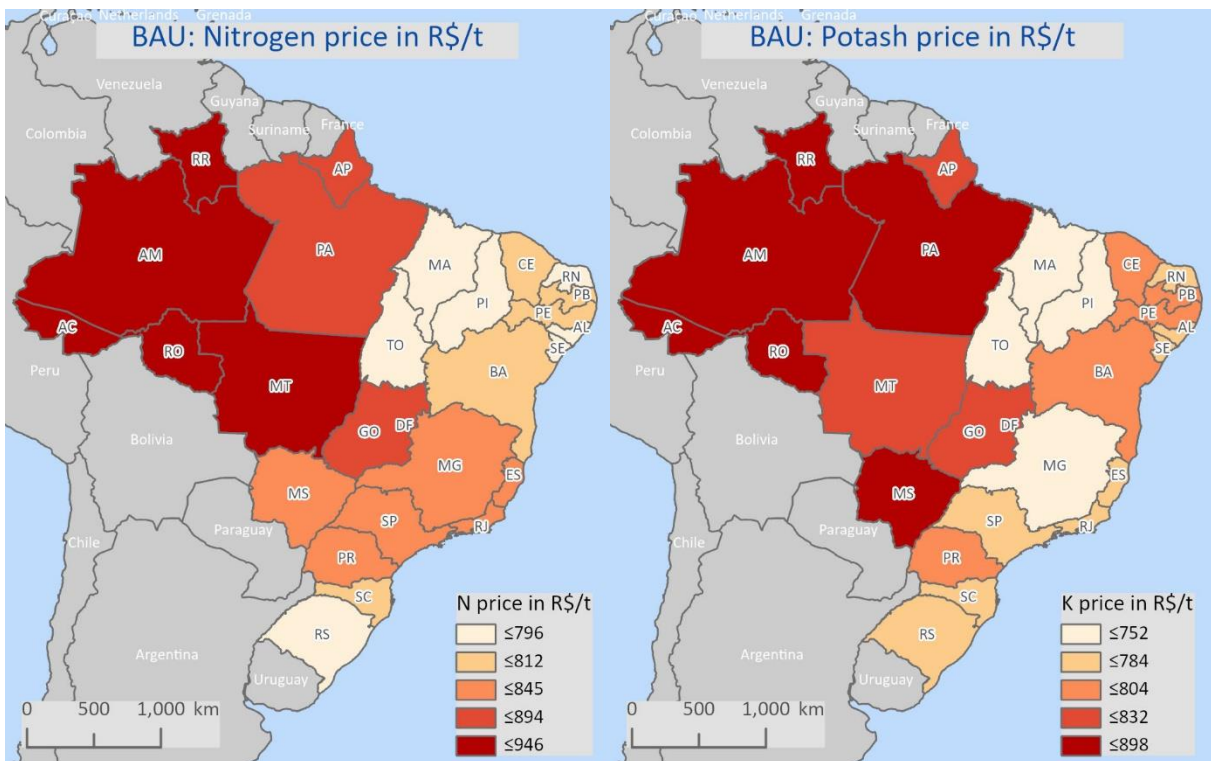 Curaçao Netherlands Grenada
BAU: Nitrogen price in R$/t
Venezuela
Guyana
Suriname
France
Colombia
RR
AP
AM
PA
MA
CE
RN
PB
PI
PE
AL
AC
SE
TO
RO
BA
Peru
MT
DF
GO
Bolivia
MG
ES
MS
SP
RJ
Paraguay
Chile
PR
SC
RS
Argentina
Uruguay
N price in R$/t
≤796
≤812
≤845
≤894
≤946
0 500 1,000 km
Curaçao Netherlands Grenada
BAU: Potash price in R$/t
Venezuela
Guyana
Suriname
France
Colombia
RR
AP
AM
PA
MA
CE
RN
PB
PI
PE
AL
AC
SE
TO
RO
BA
Peru
MT
DF
GO
Bolivia
MG
ES
MS
SP
RJ
Paraguay
Chile
PR
SC
RS
Argentina
Uruguay
K price in R$/t
≤752
≤784
≤804
≤832
≤898
0 500 1,000 km